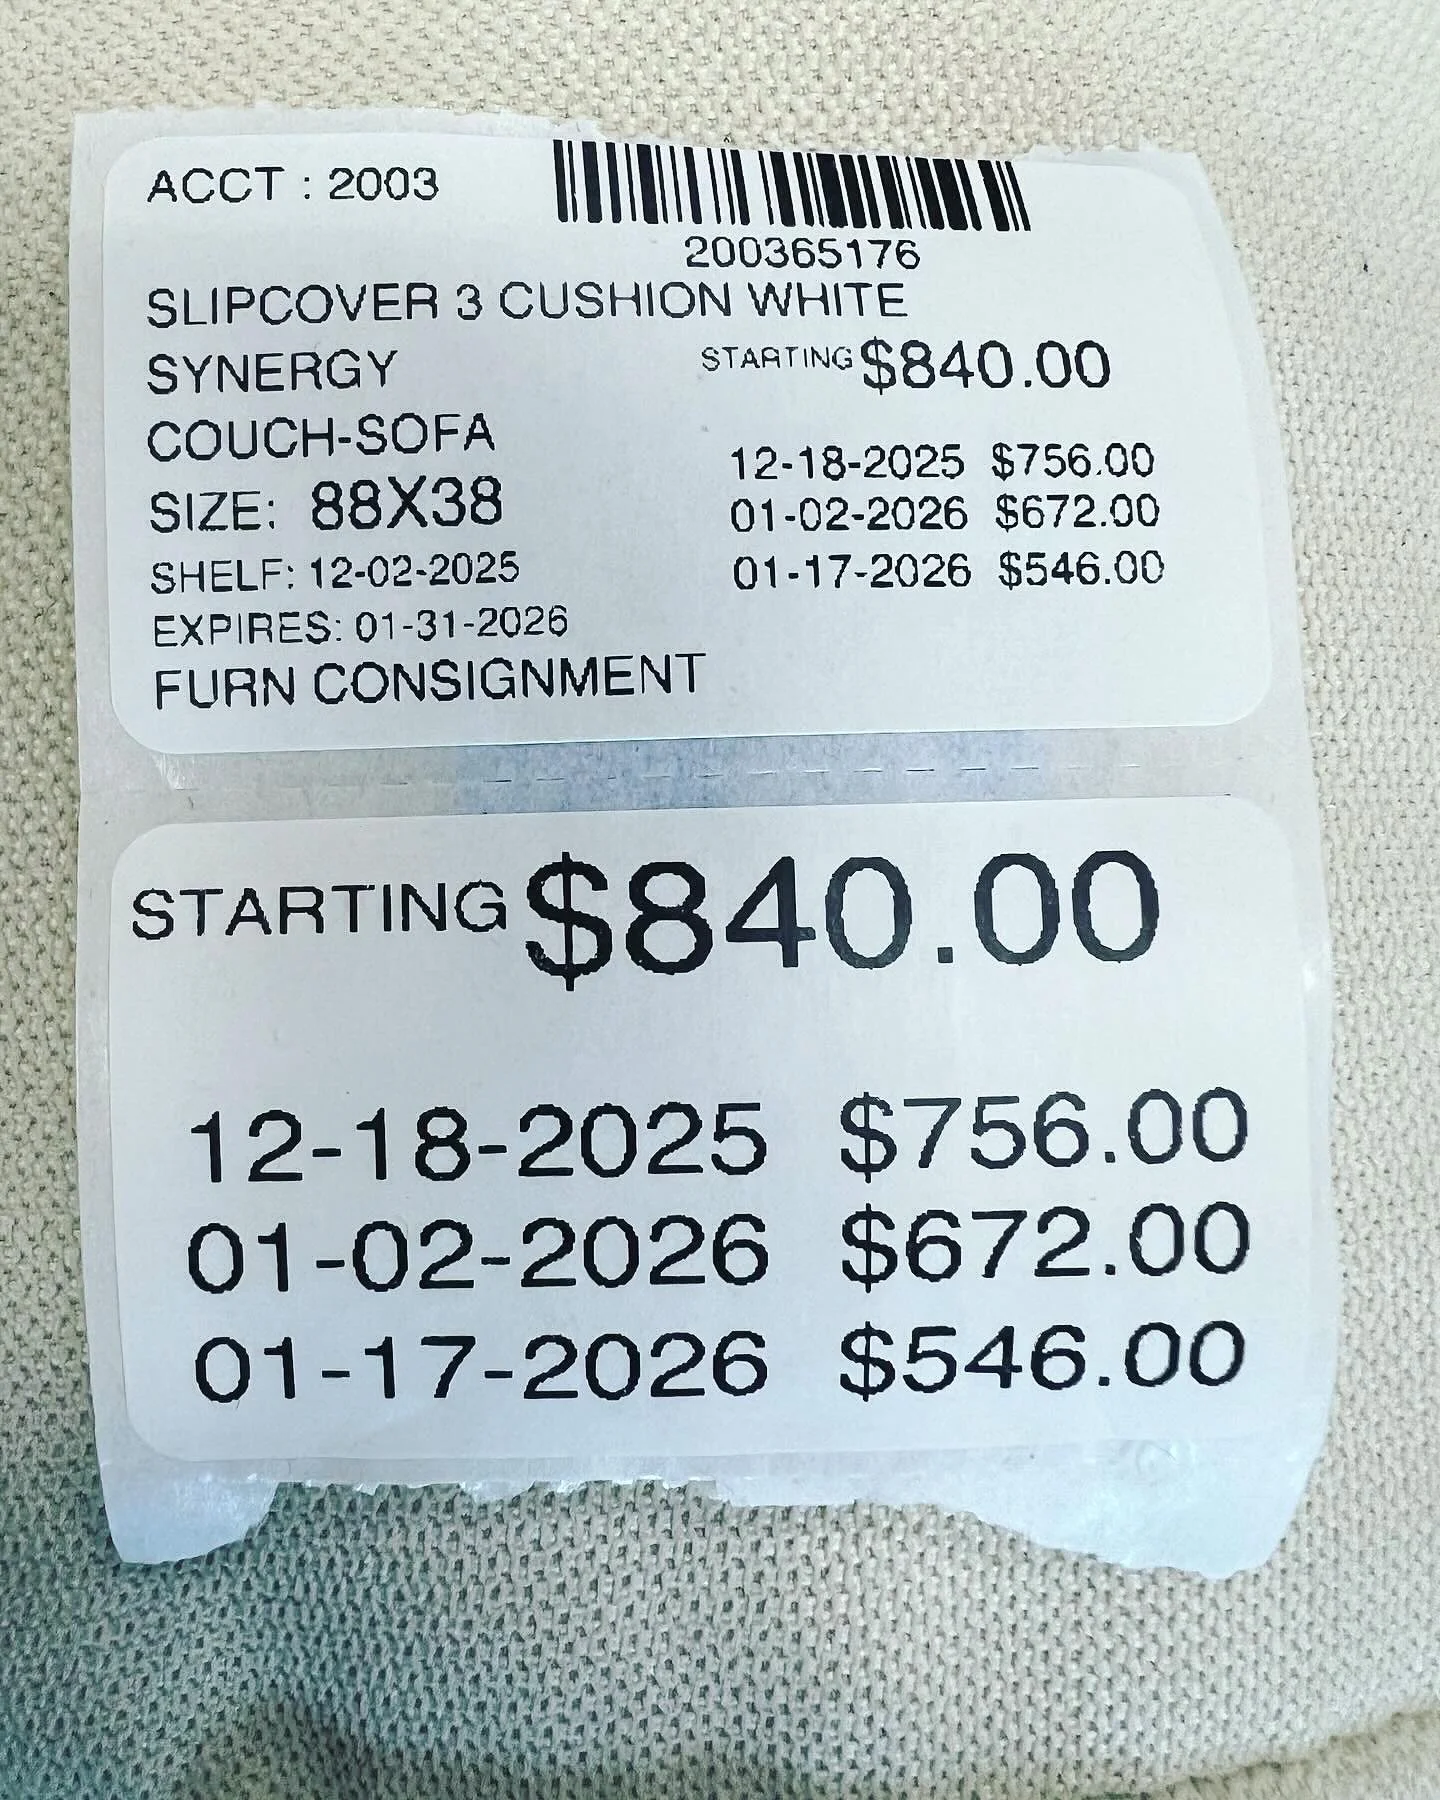 ACCT : 2003
200365176
SLIPCOVER 3 CUSHION WHITE
SYNERGY
STARTING $840.00
COUCH-SOFA
12-18-2025 $756.00
SIZE: 88X38
01-02-2026 $672.00
SHELF: 12-02-2025
01-17-2026 $546.00
EXPIRES: 01-31-2026
FURN CONSIGNMENT
STARTING $840.00
12-18-2025 $756.00
01-02-2026 $672.00
01-17-2026 $546.00